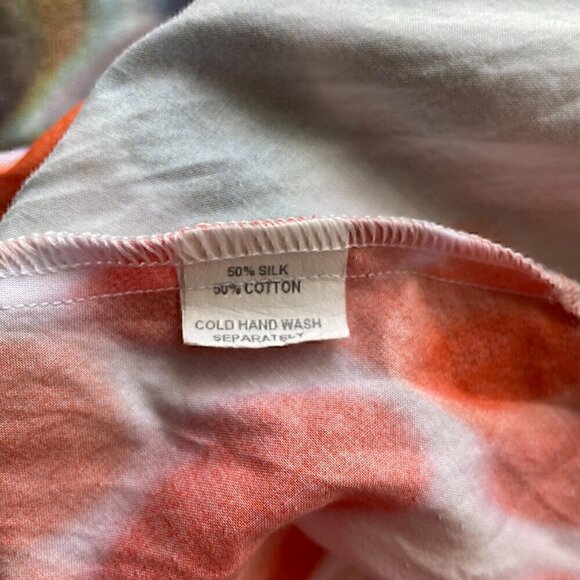 50% SILK
50% COTTON
COLD HAND WASH
SEPARATELY